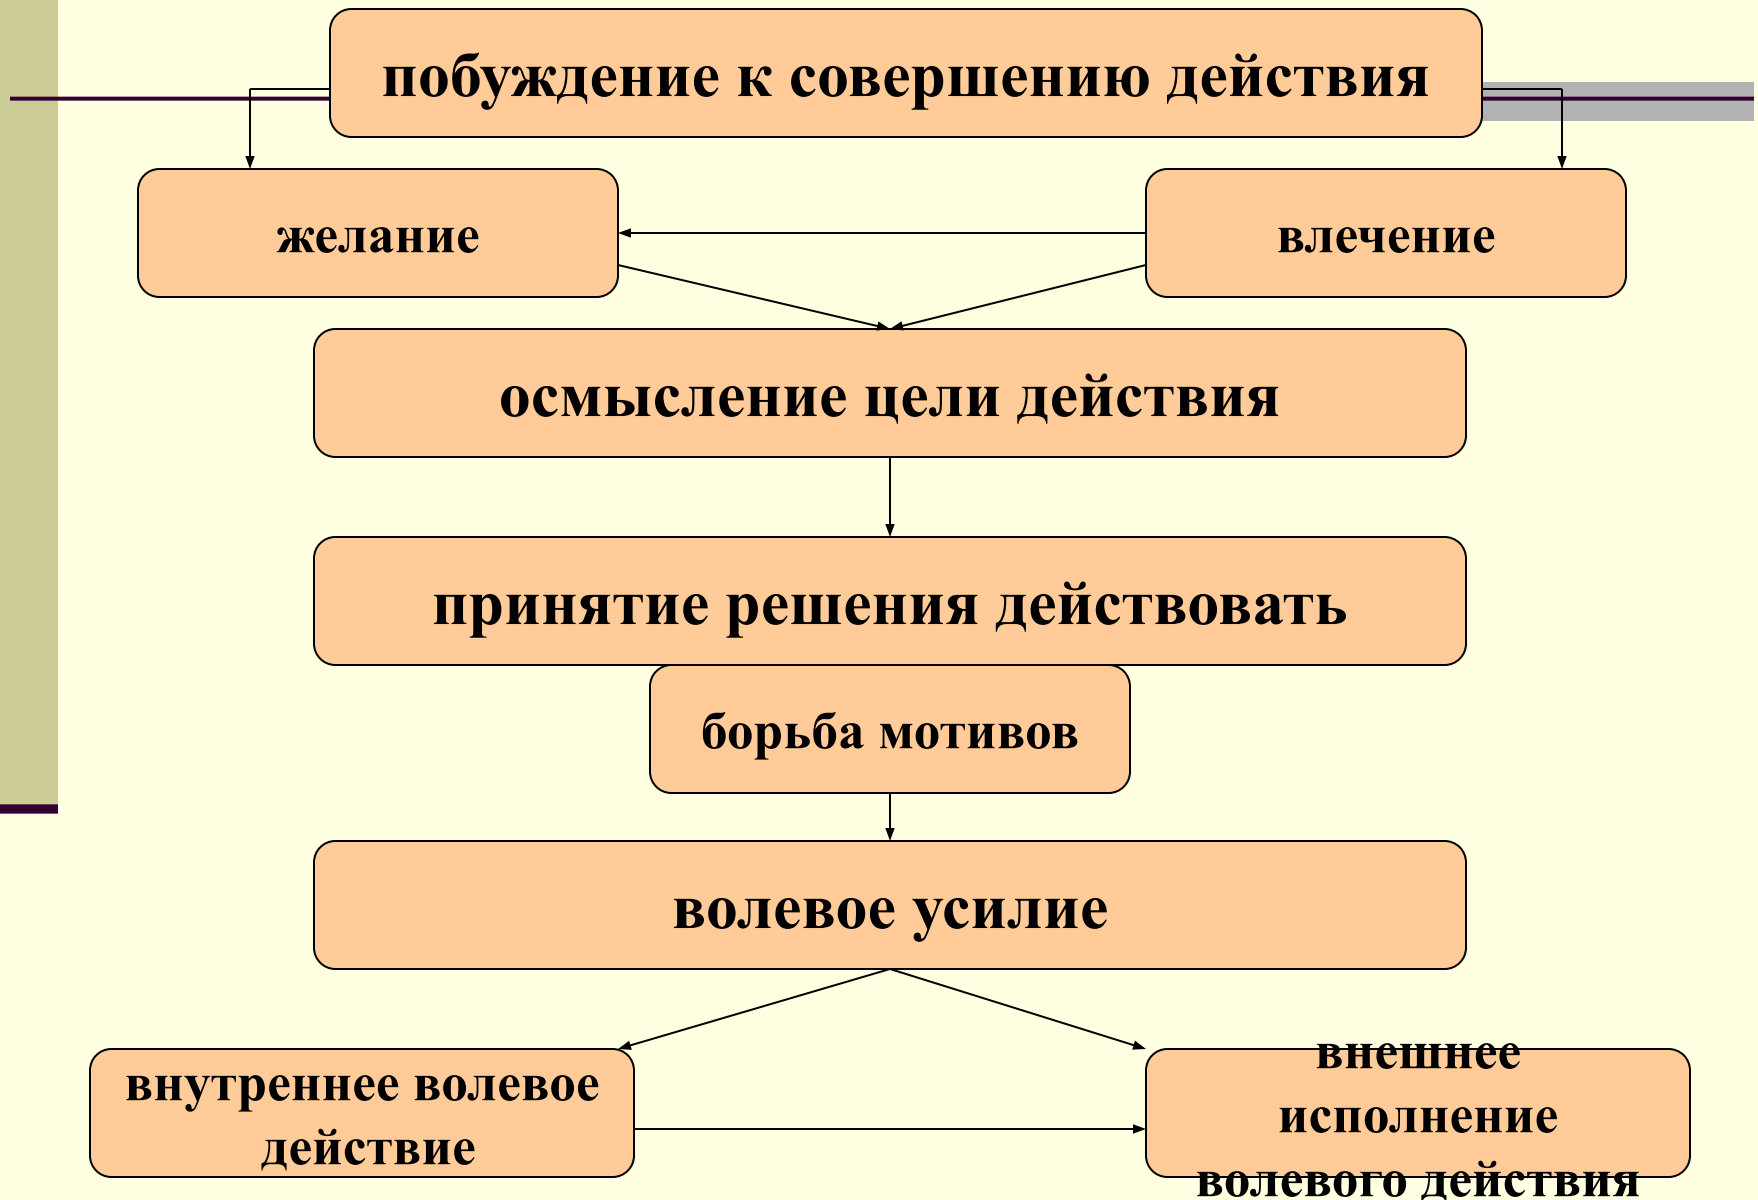 побуждение к совершению действия
желание
влечение
осмысление цели действия
принятие решения действовать
борьба мотивов
волевое усилие
внутреннее волевое
действие
внешнее
исполнение
волевого действия